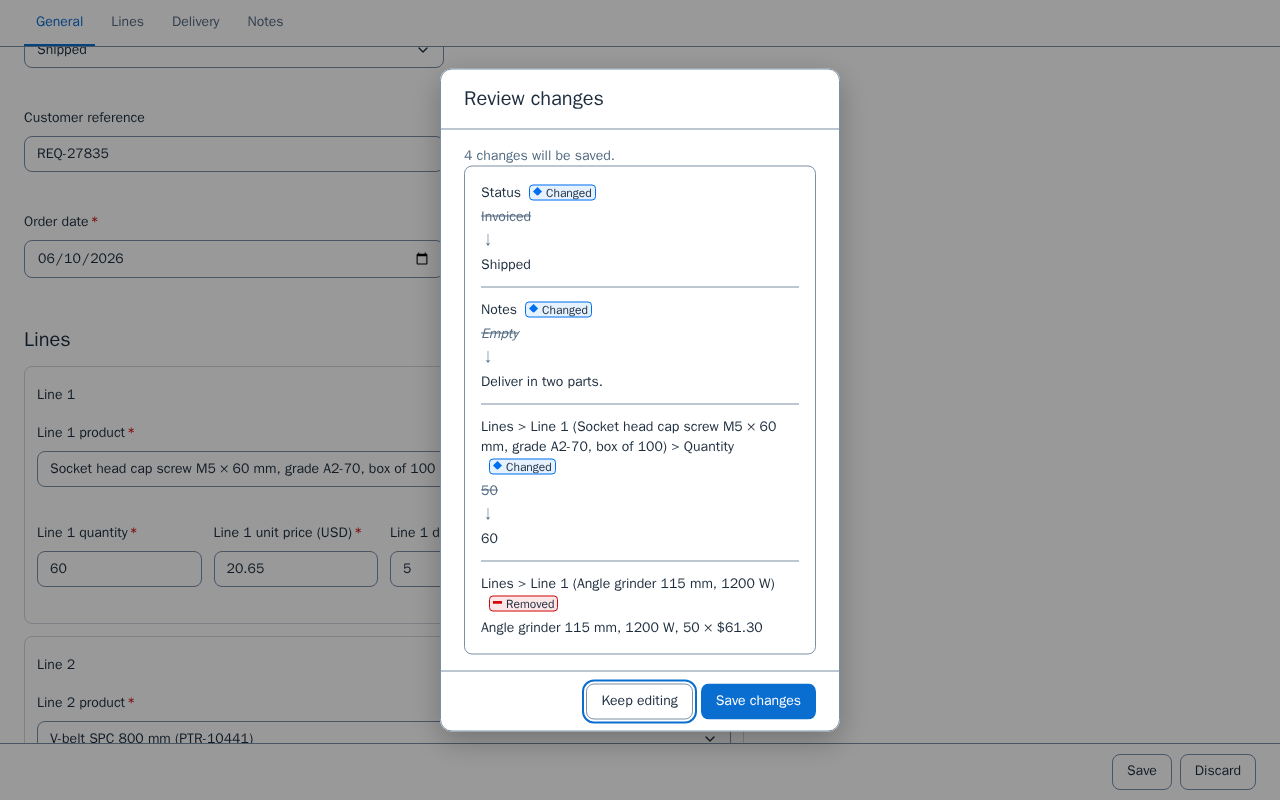 General Lines Delivery Notes
Shipped
Customer reference
REQ-27835
Order date *
06/10/2026
Lines
Line 1
Line 1 product *
Socket head cap screw M5 × 60 mm, grade A2-70, box of 100
Line 1 quantity * Line 1 unit price (USD) * Line 1 d
60 20.65 5
Line 2
Line 2 product *
V-belt SPC 800 mm (PTR-10441)
Save Discard
Review changes
4 changes will be saved.
Status Changed
Invoiced
↓
Shipped
Notes Changed
Empty
↓
Deliver in two parts.
Lines > Line 1 (Socket head cap screw M5 × 60
mm, grade A2-70, box of 100) > Quantity
Changed
50
↓
60
Lines > Line 1 (Angle grinder 115 mm, 1200 W)
Removed
Angle grinder 115 mm, 1200 W, 50 × $61.30
Keep editing Save changes